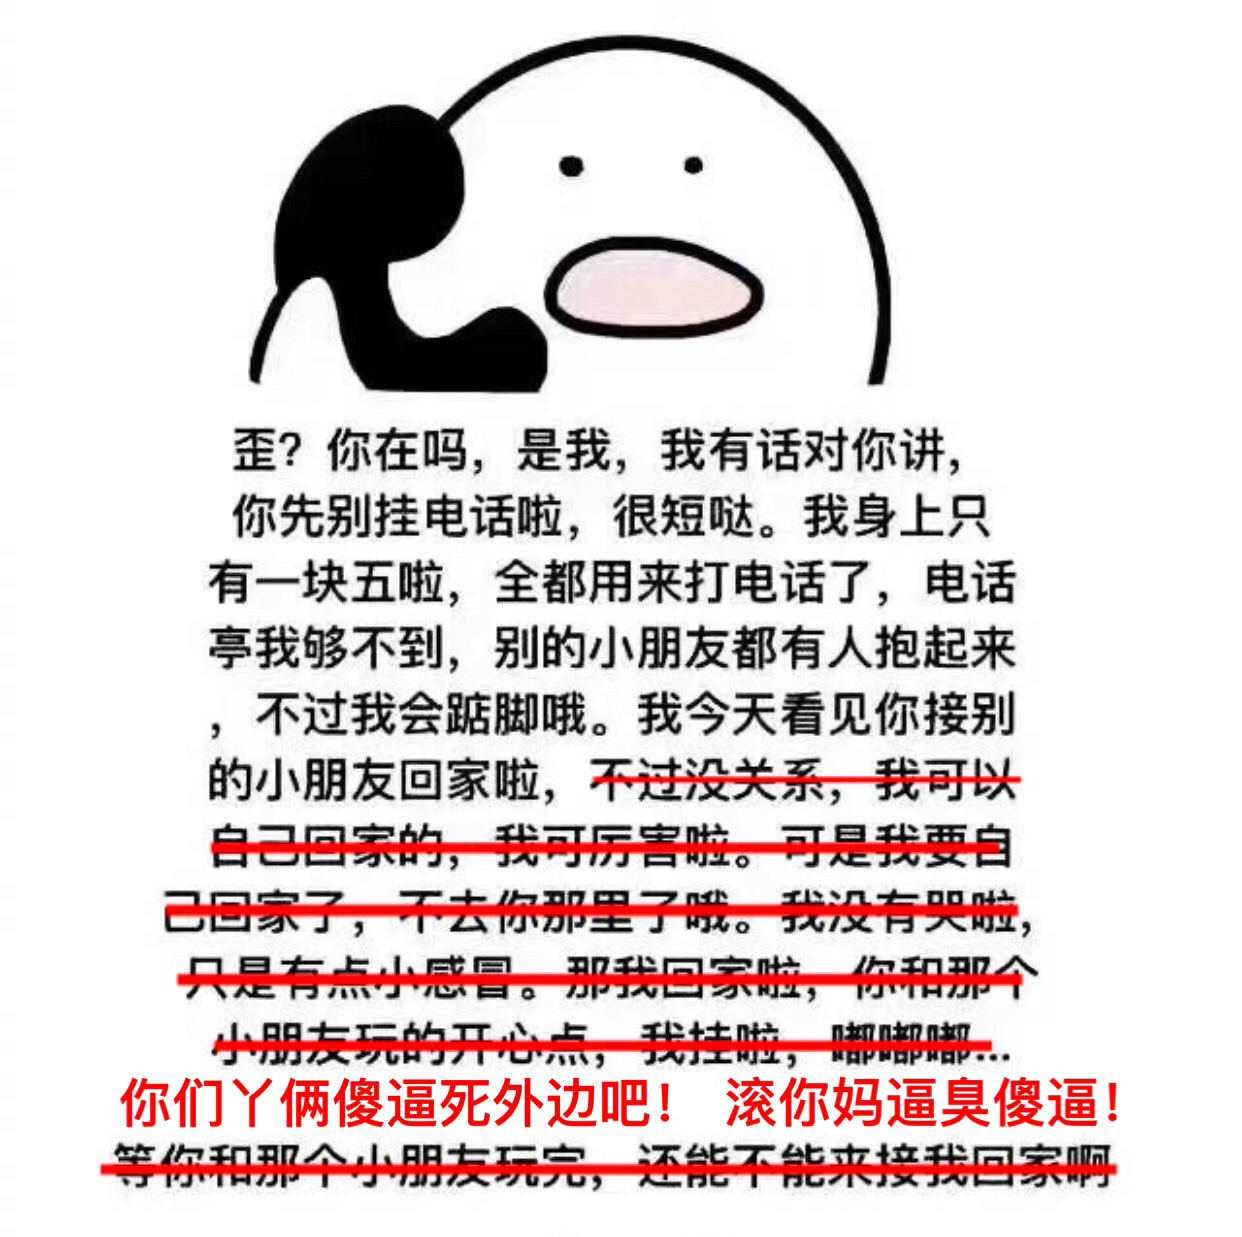 歪？你在吗，是我，我有话对你讲，
你先别挂电话啦，很短哒。我身上只
有一块五啦，全都用来打电话了，电话
亭我够不到，别的小朋友都有人抱起来
，不过我会踮脚哦。我今天看见你接别
的小朋友回家啦，不过没关系，我可以
自己回家的，我可厉害啦。可是我要自
己回家了，不去你那里了哦。我没有哭啦，
只是有点小感冒。那我回家啦，你和那个
小朋友玩的开心点，我挂啦，嘟嘟嘟...
你们丫俩傻逼死外边吧！ 滚你妈逼臭傻逼！
等你和那个小朋友玩完，还能不能来接我回家啊